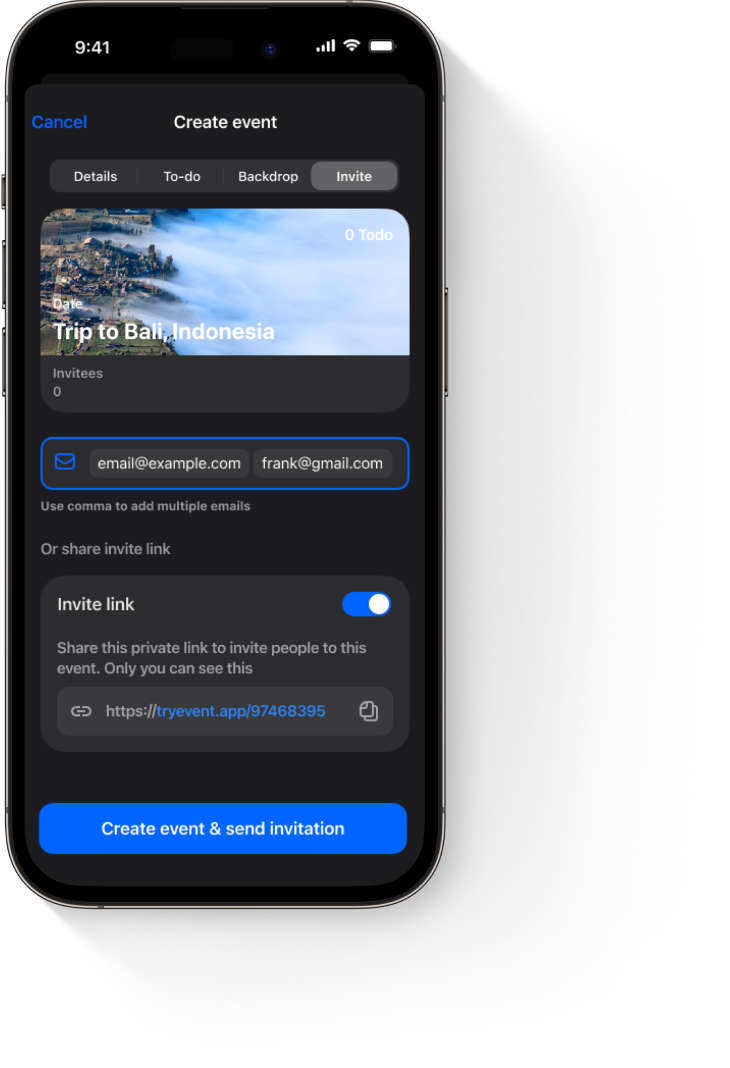 9:41
Cancel
Create event
Details
To-do
Backdrop
Invite
0 Todo
Date
Trip to Bali, Indonesia
Invitees
0
email@example.com frank@gmail.com
Use comma to add multiple emails
Or share invite link
Invite link
Share this private link to invite people to this
event. Only you can see this
https://tryevent.app/97468395
Create event & send invitation